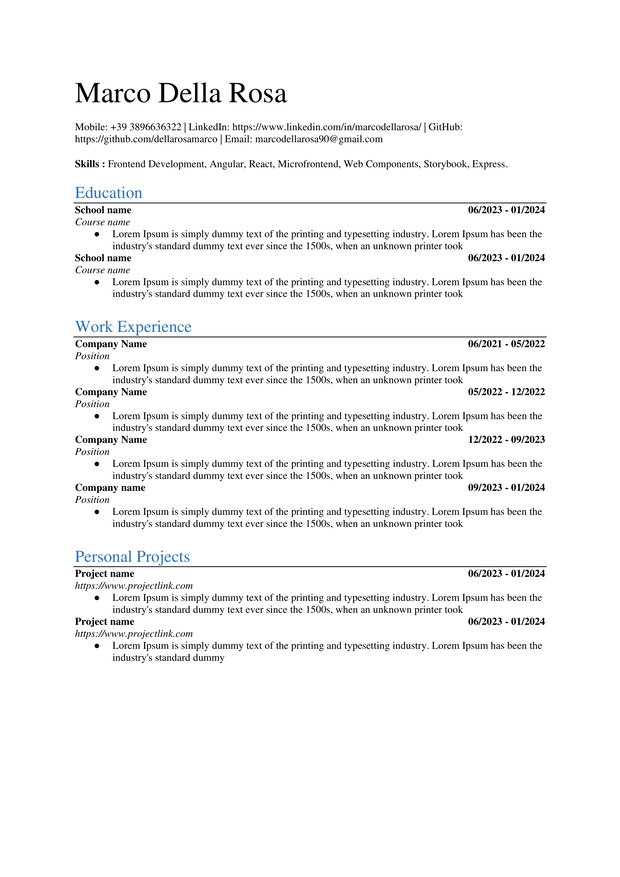 Marco Della Rosa
Mobile: +39 3896636322 | LinkedIn: https://www.linkedin.com/in/marcodellarosa/ | GitHub:
https://github.com/dellarosamarco | Email: marcodellarosa90@gmail.com
Skills : Frontend Development, Angular, React, Microfrontend, Web Components, Storybook, Express.
Education
School name 06/2023 - 01/2024
Course name
● Lorem Ipsum is simply dummy text of the printing and typesetting industry. Lorem Ipsum has been the
industry's standard dummy text ever since the 1500s, when an unknown printer took
School name 06/2023 - 01/2024
Course name
● Lorem Ipsum is simply dummy text of the printing and typesetting industry. Lorem Ipsum has been the
industry's standard dummy text ever since the 1500s, when an unknown printer took
Work Experience
Company Name 06/2021 - 05/2022
Position
● Lorem Ipsum is simply dummy text of the printing and typesetting industry. Lorem Ipsum has been the
industry's standard dummy text ever since the 1500s, when an unknown printer took
Company Name 05/2022 - 12/2022
Position
● Lorem Ipsum is simply dummy text of the printing and typesetting industry. Lorem Ipsum has been the
industry's standard dummy text ever since the 1500s, when an unknown printer took
Company Name 12/2022 - 09/2023
Position
● Lorem Ipsum is simply dummy text of the printing and typesetting industry. Lorem Ipsum has been the
industry's standard dummy text ever since the 1500s, when an unknown printer took
Company name 09/2023 - 01/2024
Position
● Lorem Ipsum is simply dummy text of the printing and typesetting industry. Lorem Ipsum has been the
industry's standard dummy text ever since the 1500s, when an unknown printer took
Personal Projects
Project name 06/2023 - 01/2024
https://www.projectlink.com
● Lorem Ipsum is simply dummy text of the printing and typesetting industry. Lorem Ipsum has been the
industry's standard dummy text ever since the 1500s, when an unknown printer took
Project name 06/2023 - 01/2024
https://www.projectlink.com
● Lorem Ipsum is simply dummy text of the printing and typesetting industry. Lorem Ipsum has been the
industry's standard dummy